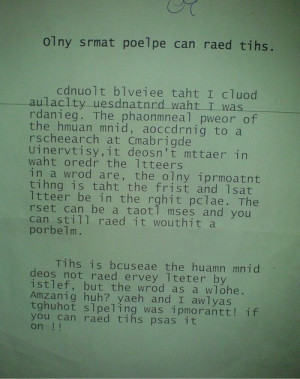 Olny srmat poelpe can raed tihs.
cdnuolt blveiee taht I cluod
aulaclty uesdnatnrd waht I was
rdanieg. The phaonmneal pweor of
the hmuan mnid, aoccdrnig to a
rscheearch at Cmabrigde
Uinervtisy,it deosn't mttaer in
waht oredr the ltteers
in a wrod are, the olny iprmoatnt
tihng is taht the frist and lsat
ltteer be in the rghit pclae. The
rset can be a taotl mses and you
can still raed it wouthit a
porbelm.
Tihs is bcuseae the huamn mnid
deos not raed ervey lteter by
istlef, but the wrod as a wlohe.
Amzanig huh? yaeh and I awlyas
tghuhot slpeling was ipmorantt! if
you can raed tihs psas it
on !!